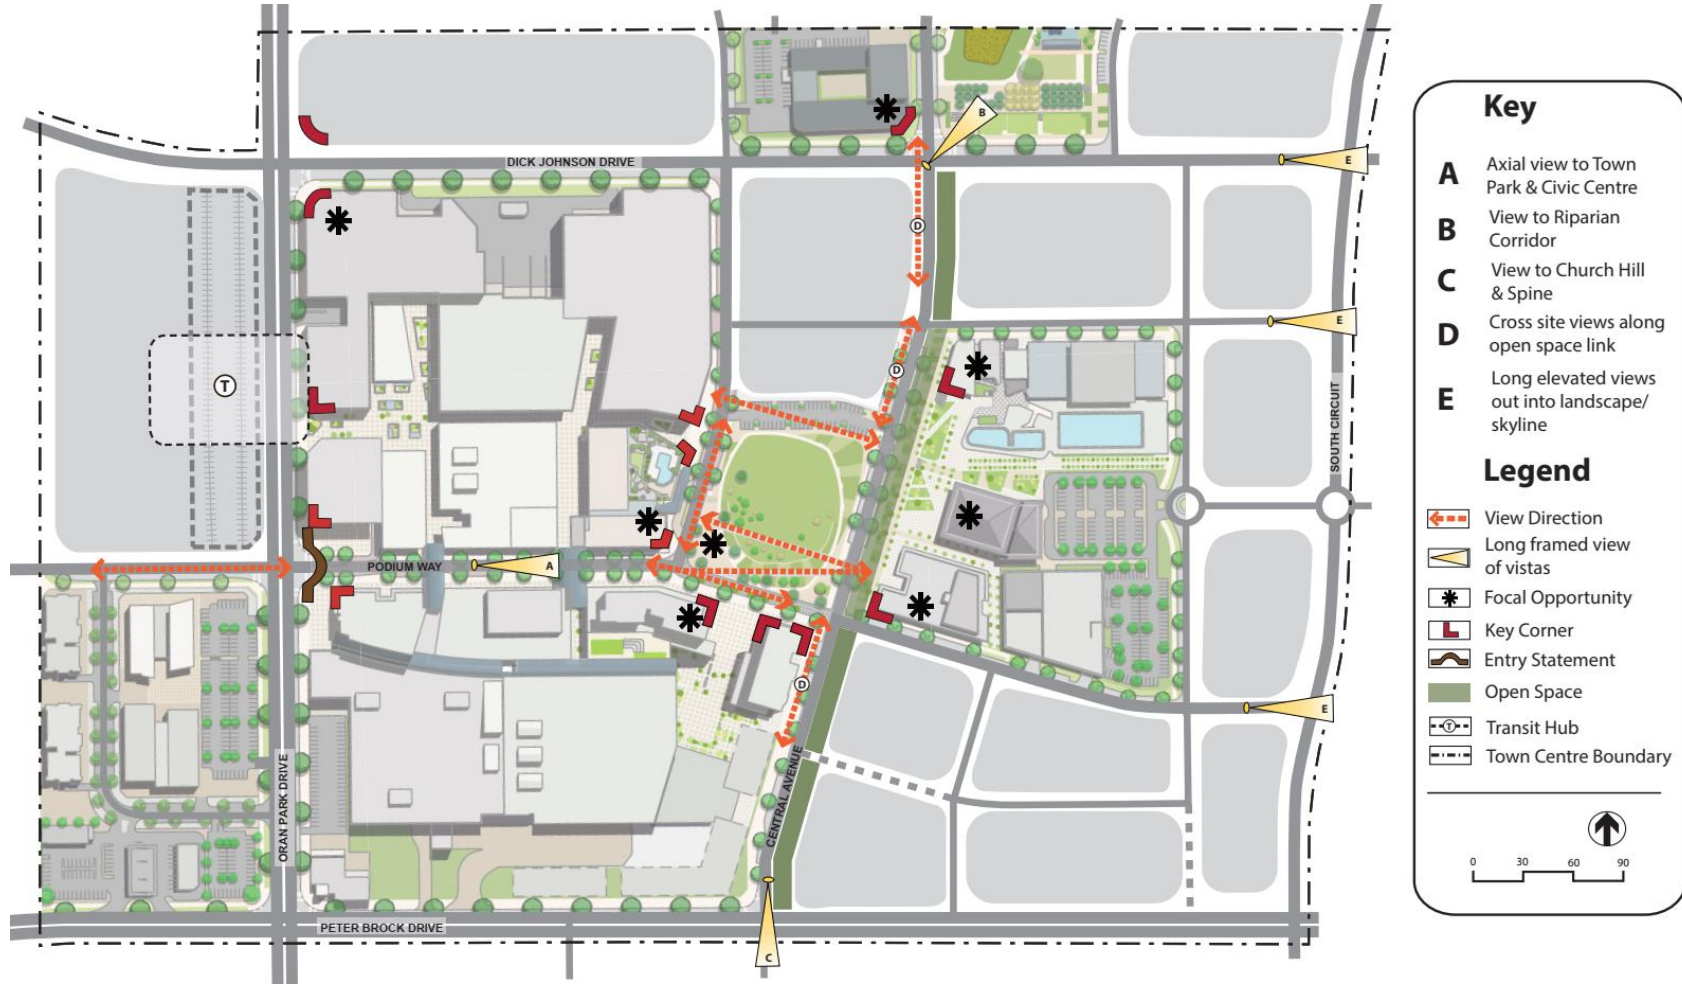 B
DICK JOHNSON DRIVE
E
D
E
D
T
SOUTH CIRCUIT
PODIUM WAY
A
D
E
ORAN PARK DRIVE
CENTRAL AVENUE
PETER BROCK DRIVE
C
Key
A
Axial view to Town
Park & Civic Centre
B
View to Riparian
Corridor
C
View to Church Hill
& Spine
D
Cross site views along
open space link
E
Long elevated views
out into landscape/
skyline
Legend
View Direction
Long framed view
of vistas
Focal Opportunity
Key Corner
Entry Statement
Open Space
T
Transit Hub
Town Centre Boundary
0 30 60 90